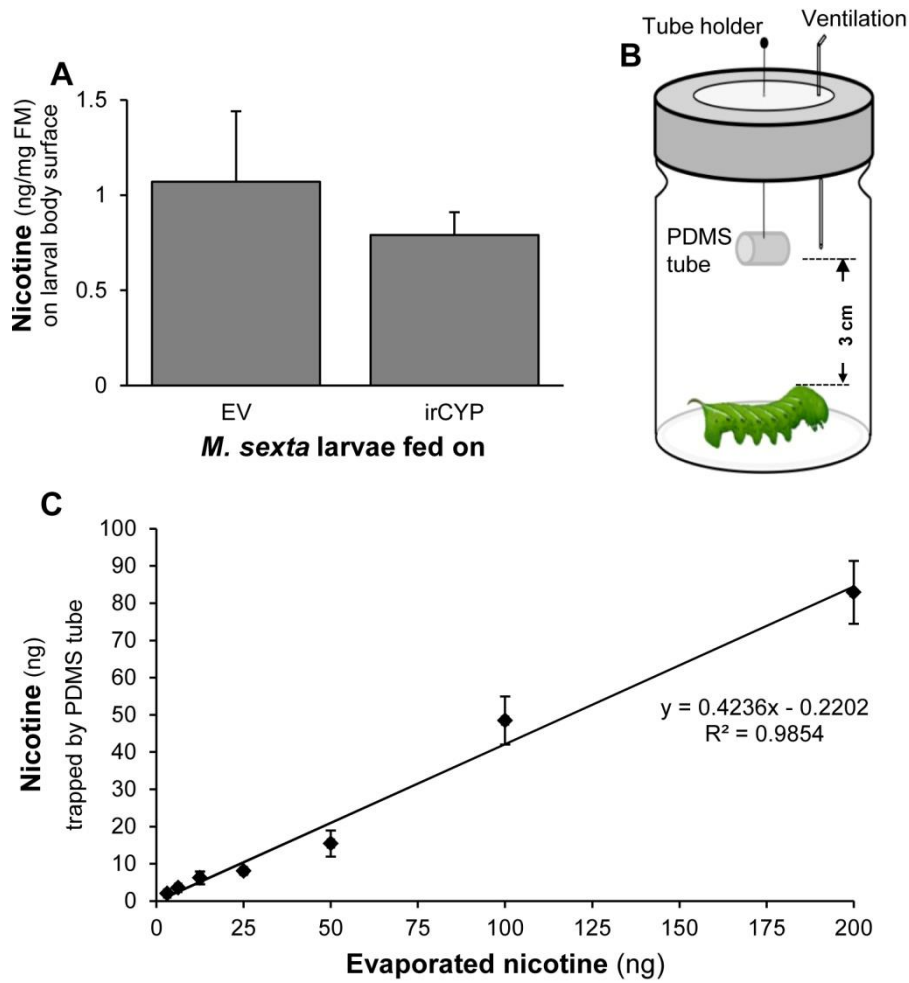 A
Nicotine (ng/mg FM)
on larval body surface
1.5
1
0.5
0
EV irCYP
M. sexta larvae fed on
B
Tube holder
Ventilation
PDMS
tube
3 cm
C
Nicotine (ng)
trapped by PDMS tube
100
90
80
70
60
50
40
30
20
10
0
y = 0.4236x - 0.2202
R² = 0.9854
0 25 50 75 100 125 150 175 200
Evaporated nicotine (ng)